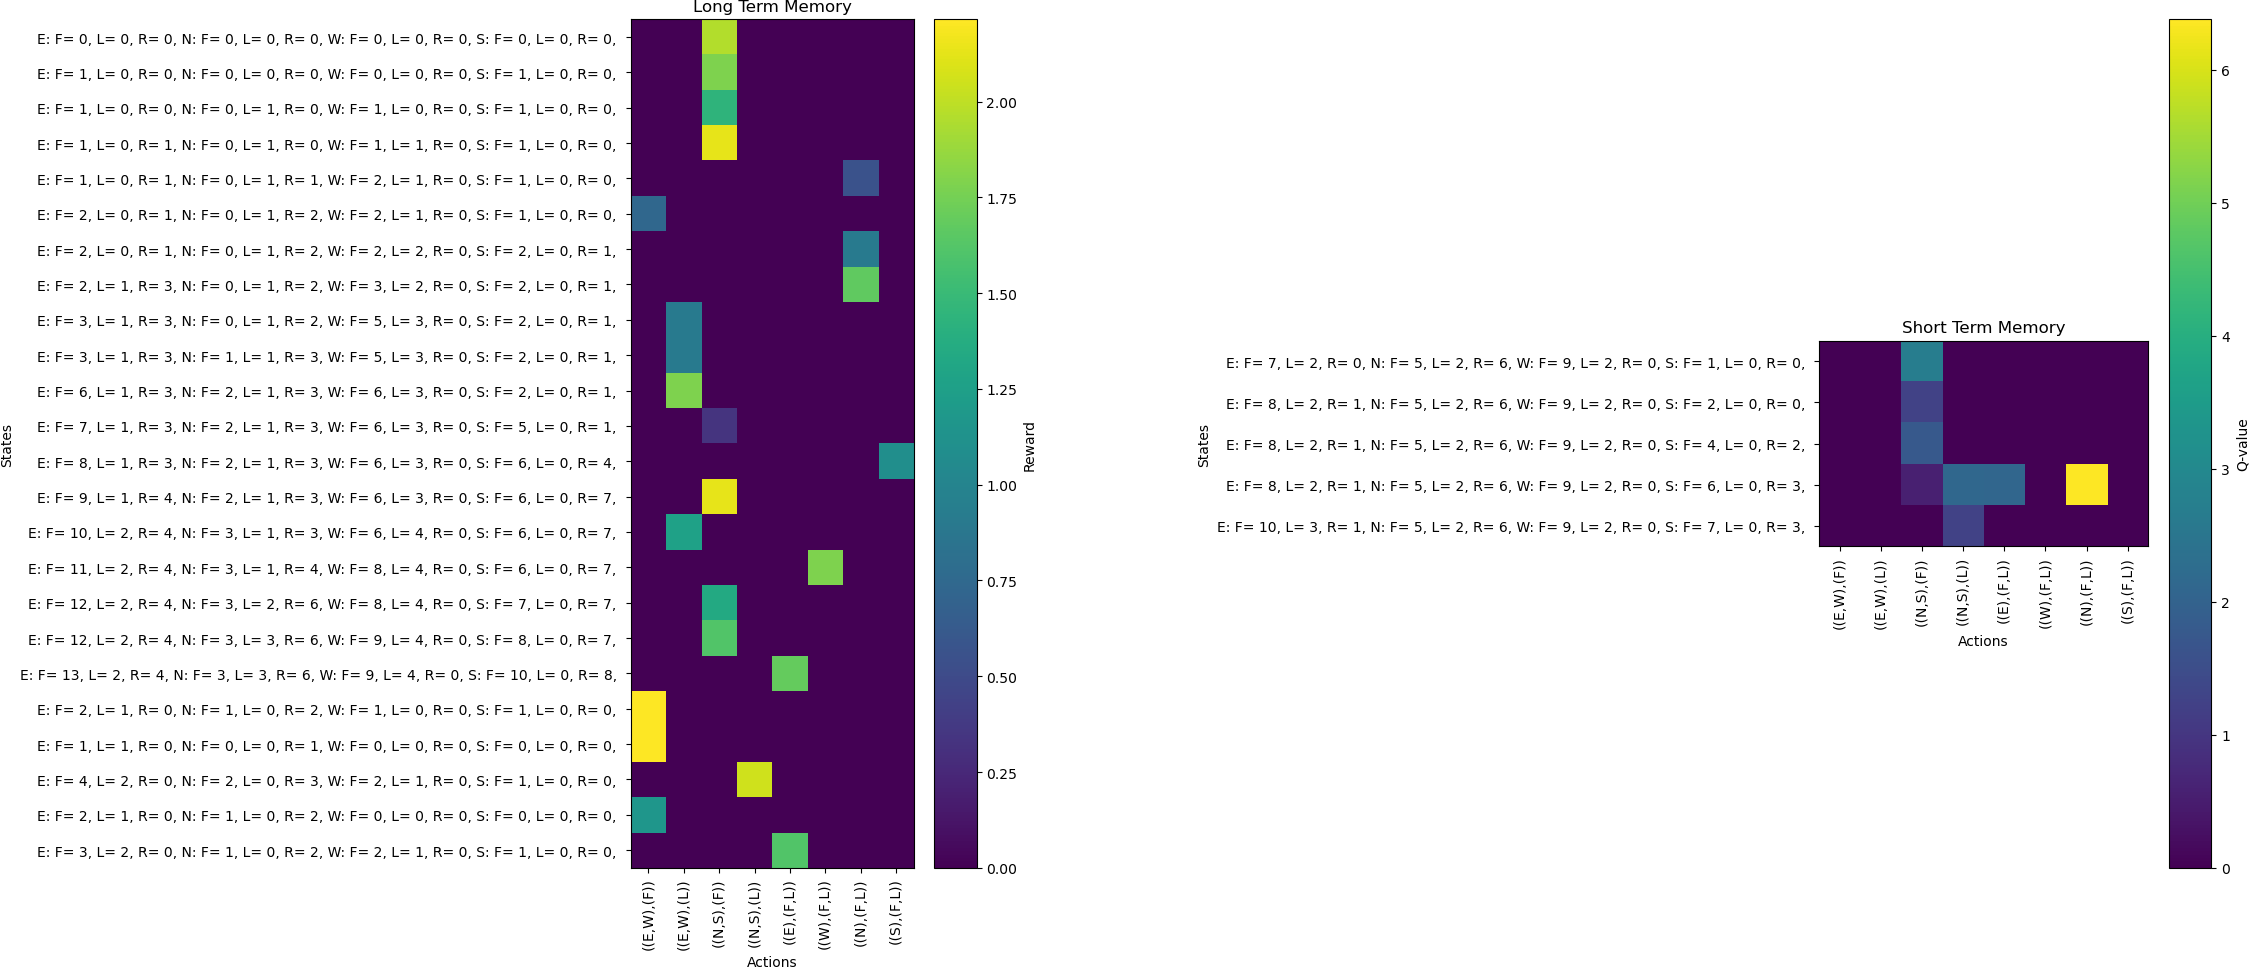 Long Term Memory
States
E: F= 0, L= 0, R= 0, N: F= 0, L= 0, R= 0, W: F= 0, L= 0, R= 0, S: F= 0, L= 0, R= 0,
E: F= 1, L= 0, R= 0, N: F= 0, L= 0, R= 0, W: F= 0, L= 0, R= 0, S: F= 1, L= 0, R= 0,
E: F= 1, L= 0, R= 0, N: F= 0, L= 1, R= 0, W: F= 1, L= 0, R= 0, S: F= 1, L= 0, R= 0,
E: F= 1, L= 0, R= 1, N: F= 0, L= 1, R= 0, W: F= 1, L= 1, R= 0, S: F= 1, L= 0, R= 0,
E: F= 1, L= 0, R= 1, N: F= 0, L= 1, R= 1, W: F= 2, L= 1, R= 0, S: F= 1, L= 0, R= 0,
E: F= 2, L= 0, R= 1, N: F= 0, L= 1, R= 2, W: F= 2, L= 1, R= 0, S: F= 1, L= 0, R= 0,
E: F= 2, L= 0, R= 1, N: F= 0, L= 1, R= 2, W: F= 2, L= 2, R= 0, S: F= 2, L= 0, R= 1,
E: F= 2, L= 1, R= 3, N: F= 0, L= 1, R= 2, W: F= 3, L= 2, R= 0, S: F= 2, L= 0, R= 1,
E: F= 3, L= 1, R= 3, N: F= 0, L= 1, R= 2, W: F= 5, L= 3, R= 0, S: F= 2, L= 0, R= 1,
E: F= 3, L= 1, R= 3, N: F= 1, L= 1, R= 3, W: F= 5, L= 3, R= 0, S: F= 2, L= 0, R= 1,
E: F= 6, L= 1, R= 3, N: F= 2, L= 1, R= 3, W: F= 6, L= 3, R= 0, S: F= 2, L= 0, R= 1,
E: F= 7, L= 1, R= 3, N: F= 2, L= 1, R= 3, W: F= 6, L= 3, R= 0, S: F= 5, L= 0, R= 1,
E: F= 8, L= 1, R= 3, N: F= 2, L= 1, R= 3, W: F= 6, L= 3, R= 0, S: F= 6, L= 0, R= 4,
E: F= 9, L= 1, R= 4, N: F= 2, L= 1, R= 3, W: F= 6, L= 3, R= 0, S: F= 6, L= 0, R= 7,
E: F= 10, L= 2, R= 4, N: F= 3, L= 1, R= 3, W: F= 6, L= 4, R= 0, S: F= 6, L= 0, R= 7,
E: F= 11, L= 2, R= 4, N: F= 3, L= 1, R= 4, W: F= 8, L= 4, R= 0, S: F= 6, L= 0, R= 7,
E: F= 12, L= 2, R= 4, N: F= 3, L= 2, R= 6, W: F= 8, L= 4, R= 0, S: F= 7, L= 0, R= 7,
E: F= 12, L= 2, R= 4, N: F= 3, L= 3, R= 6, W: F= 9, L= 4, R= 0, S: F= 8, L= 0, R= 7,
E: F= 13, L= 2, R= 4, N: F= 3, L= 3, R= 6, W: F= 9, L= 4, R= 0, S: F= 10, L= 0, R= 8,
E: F= 2, L= 1, R= 0, N: F= 1, L= 0, R= 2, W: F= 1, L= 0, R= 0, S: F= 1, L= 0, R= 0,
E: F= 1, L= 1, R= 0, N: F= 0, L= 0, R= 1, W: F= 0, L= 0, R= 0, S: F= 0, L= 0, R= 0,
E: F= 4, L= 2, R= 0, N: F= 2, L= 0, R= 3, W: F= 2, L= 1, R= 0, S: F= 1, L= 0, R= 0,
E: F= 2, L= 1, R= 0, N: F= 1, L= 0, R= 2, W: F= 0, L= 0, R= 0, S: F= 0, L= 0, R= 0,
E: F= 3, L= 2, R= 0, N: F= 1, L= 0, R= 2, W: F= 2, L= 1, R= 0, S: F= 1, L= 0, R= 0,
((E,W),(F))
((E,W),(L))
((N,S),(F))
((N,S),(L))
((E),(F,L))
((W),(F,L))
((N),(F,L))
((S),(F,L))
Actions
2.00
1.75
1.50
1.25
1.00
0.75
0.50
0.25
0.00
Reward
Short Term Memory
States
E: F= 7, L= 2, R= 0, N: F= 5, L= 2, R= 6, W: F= 9, L= 2, R= 0, S: F= 1, L= 0, R= 0,
E: F= 8, L= 2, R= 1, N: F= 5, L= 2, R= 6, W: F= 9, L= 2, R= 0, S: F= 2, L= 0, R= 0,
E: F= 8, L= 2, R= 1, N: F= 5, L= 2, R= 6, W: F= 9, L= 2, R= 0, S: F= 4, L= 0, R= 2,
E: F= 8, L= 2, R= 1, N: F= 5, L= 2, R= 6, W: F= 9, L= 2, R= 0, S: F= 6, L= 0, R= 3,
E: F= 10, L= 3, R= 1, N: F= 5, L= 2, R= 6, W: F= 9, L= 2, R= 0, S: F= 7, L= 0, R= 3,
((E,W),(F))
((E,W),(L))
((N,S),(F))
((N,S),(L))
((E),(F,L))
((W),(F,L))
((N),(F,L))
((S),(F,L))
Actions
6
5
4
3
2
1
0
Q-value